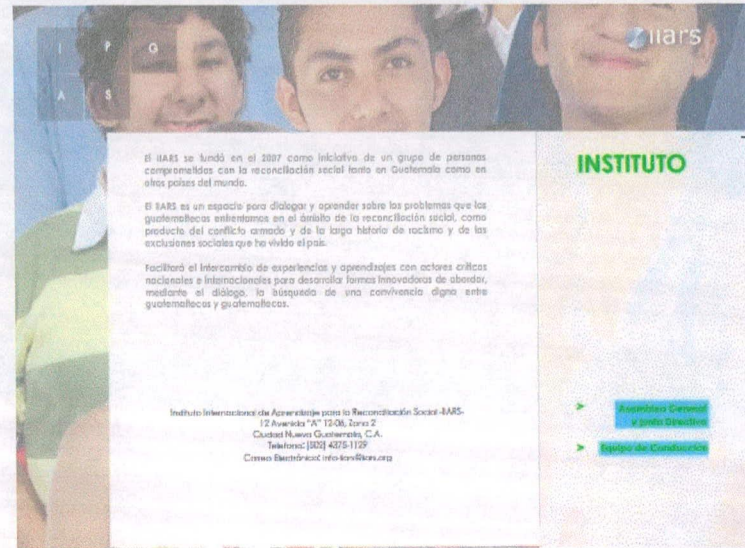 I P G
A S
iiars
El IIARS se fundó en el 2007 como iniciativa de un grupo de personas
comprometidas con la reconciliación social tanto en Guatemala como en
otros países del mundo.
El IIARS es un espacio para dialogar y aprender sobre los problemas que los
guatemaltecos enfrentamos en el ámbito de la reconciliación social, como
producto del conflicto armado y de la larga historia de racismo y de las
exclusiones sociales que ha vivido el país.
Facilitará el intercambio de experiencias y aprendizajes con actores críticos
nacionales e internacionales para desarrollar formas innovadoras de abordar,
mediante el diálogo, la búsqueda de una convivencia digna entre
guatemaltecos y guatemaltecas.
Instituto Internacional de Aprendizaje para la Reconciliación Social -IIARS-
12 Avenida "A" 12-06, Zona 2
Ciudad Nueva Guatemala, C.A.
Teléfono: (502) 4375-1129
Correo Electrónico:
INSTITUTO
➤ Asamblea General
y Junta Directiva
➤ Equipo de Conducción